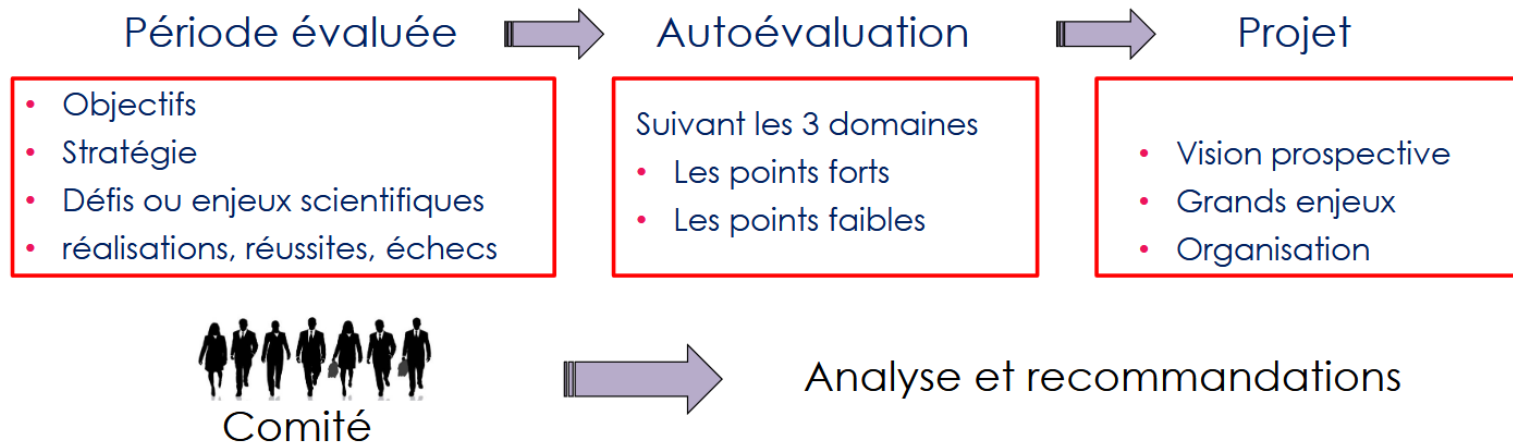 Période évaluée
Autoévaluation
Projet
• Objectifs
• Stratégie
• Défis ou enjeux scientifiques
• réalisations, réussites, échecs
Suivant les 3 domaines
• Les points forts
• Les points faibles
• Vision prospective
• Grands enjeux
• Organisation
Comité
Analyse et recommandations